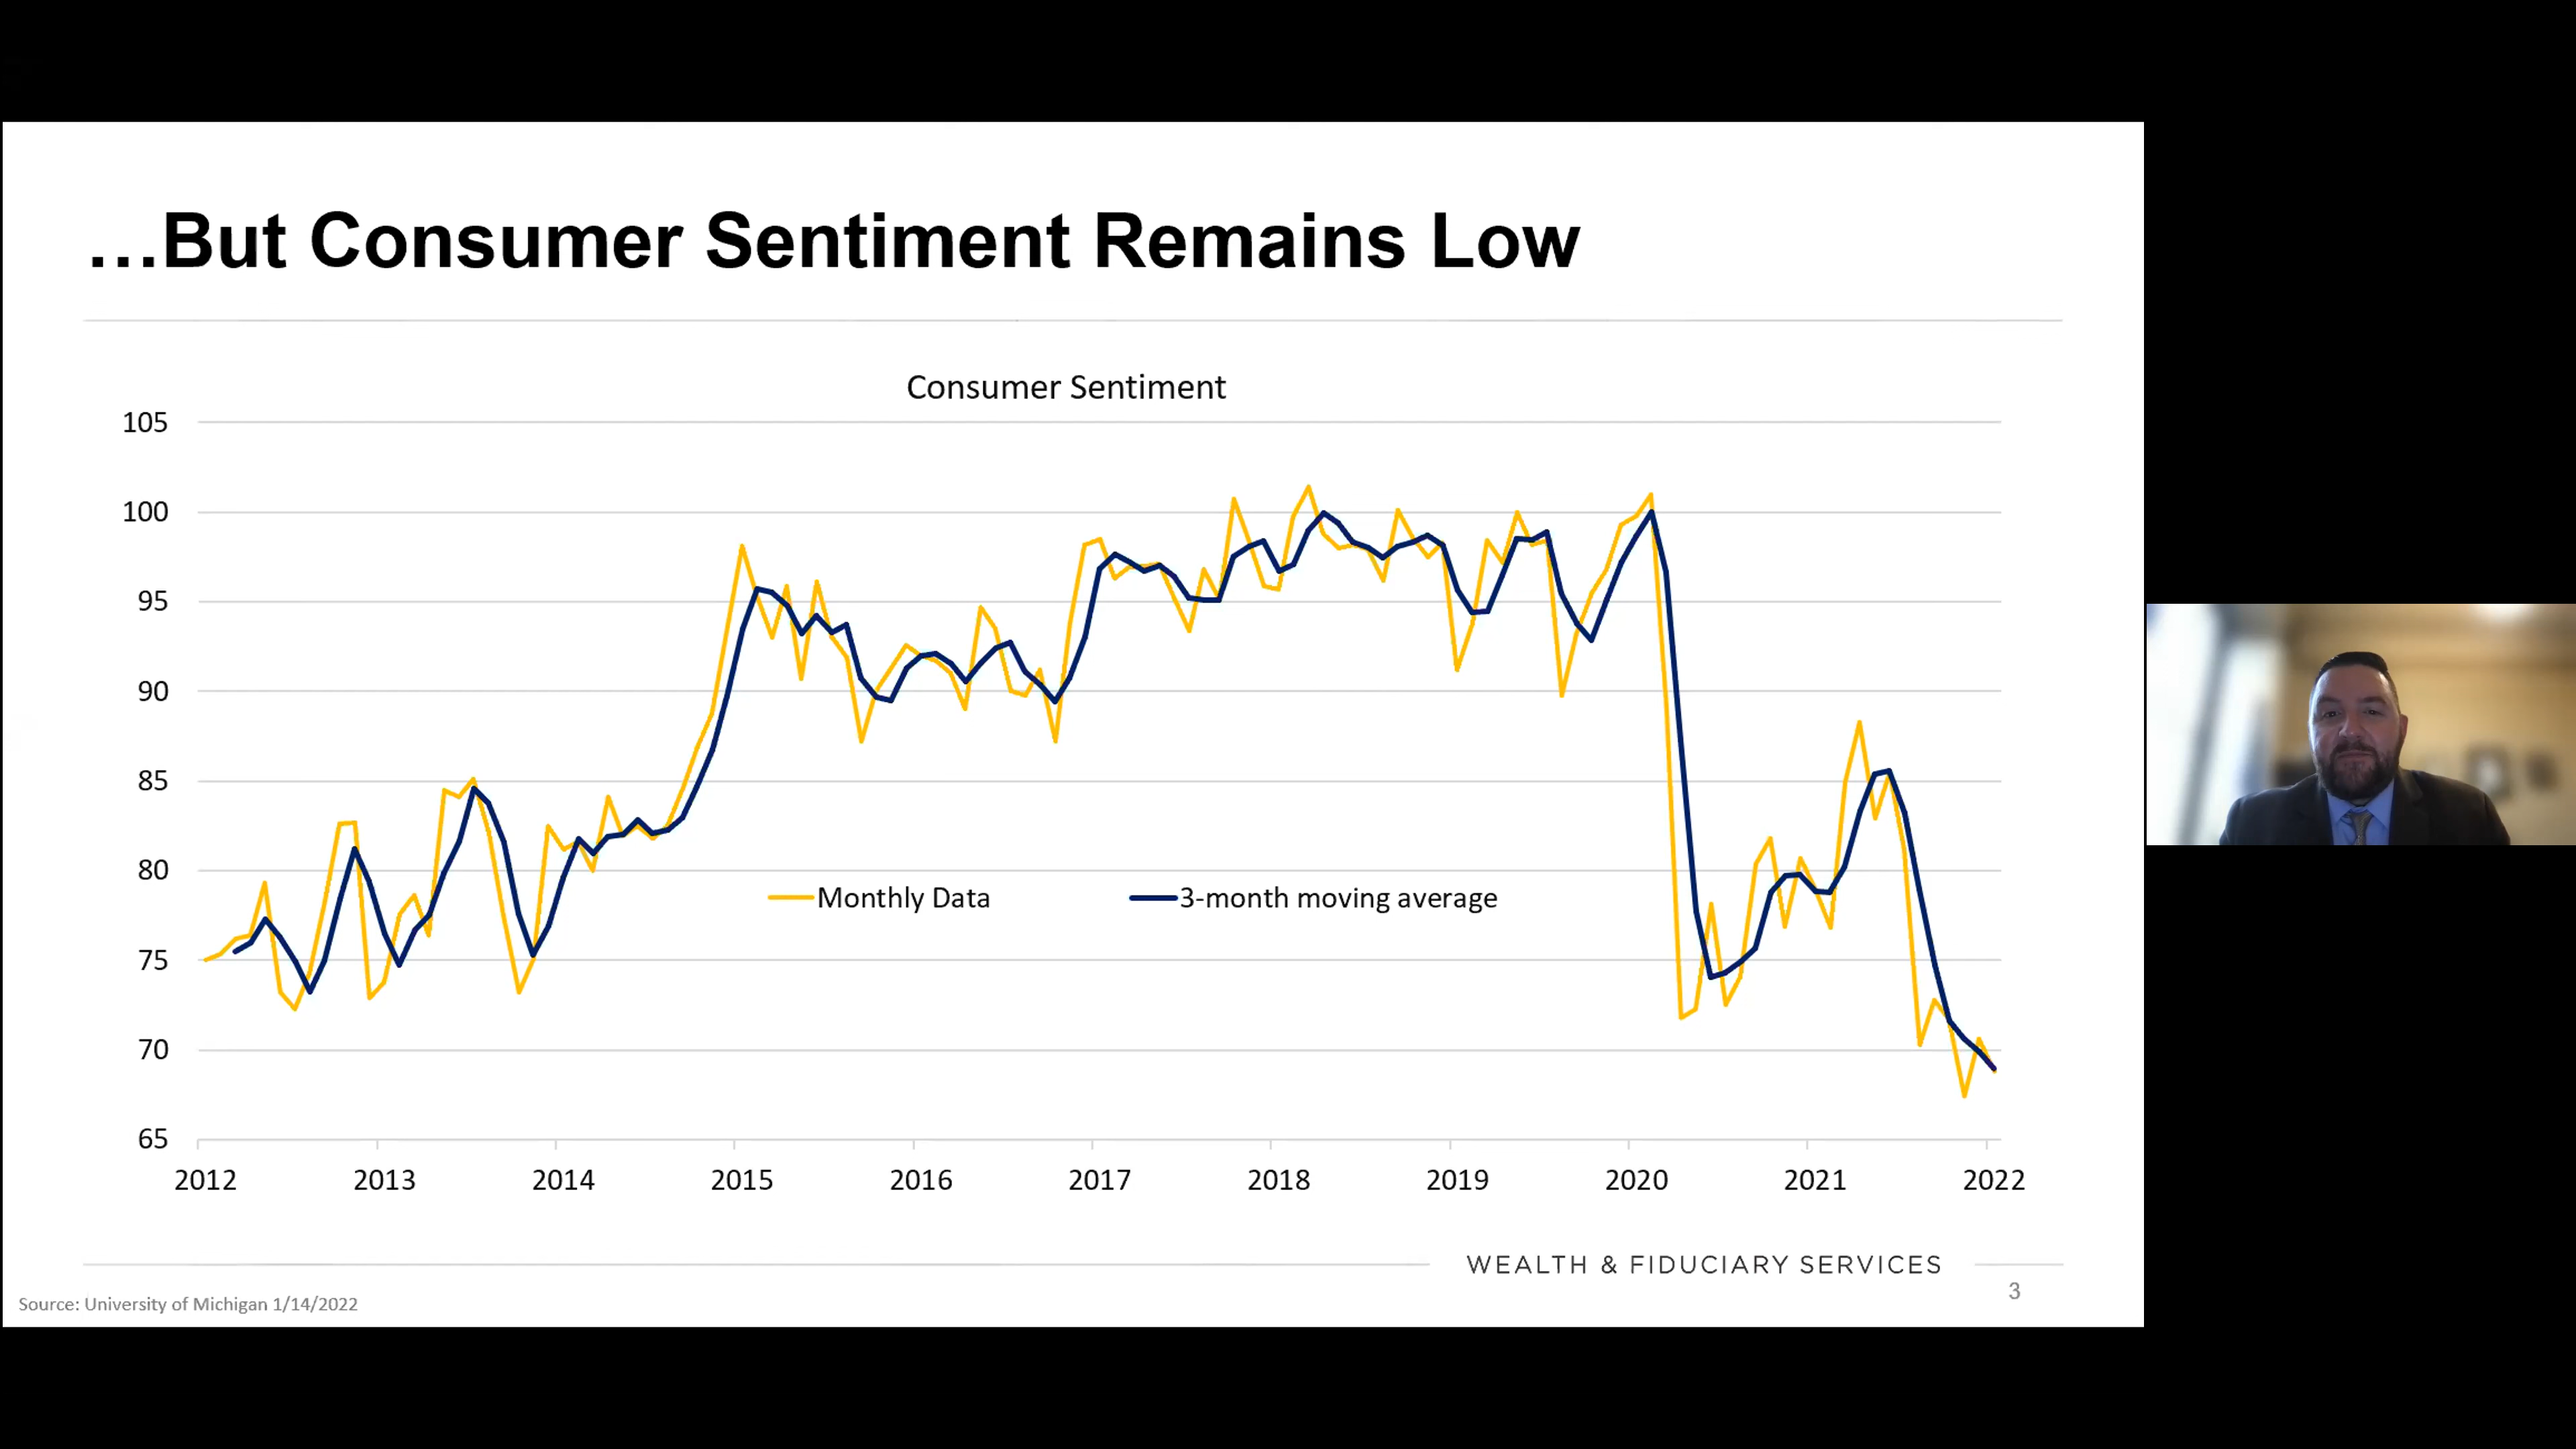 …But Consumer Sentiment Remains Low
Consumer Sentiment
105
100
95
90
85
80
75
70
65
Monthly Data
3-month moving average
2012 2013 2014 2015 2016 2017 2018 2019 2020 2021 2022
WEALTH & FIDUCIARY SERVICES
3
Source: University of Michigan 1/14/2022